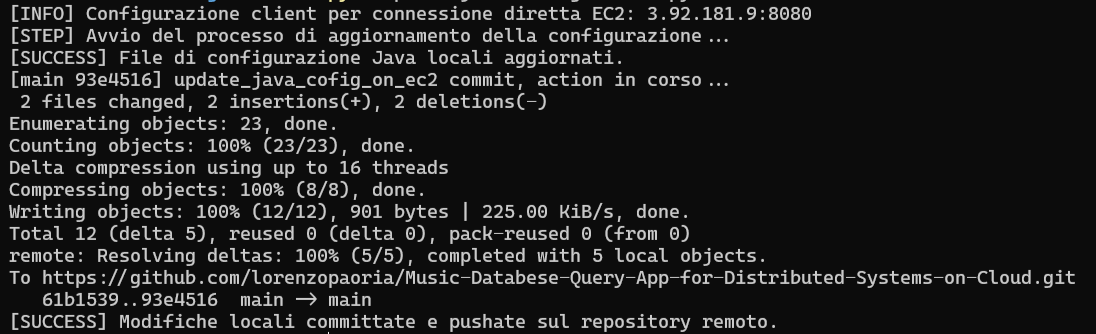 [INFO] Configurazione client per connessione diretta EC2: 3.92.181.9:8080
[STEP] Avvio del processo di aggiornamento della configurazione...
[SUCCESS] File di configurazione Java locali aggiornati.
[main 93e4516] update_java_cofig_on_ec2 commit, action in corso...
 2 files changed, 2 insertions(+), 2 deletions(-)
Enumerating objects: 23, done.
Counting objects: 100% (23/23), done.
Delta compression using up to 16 threads
Compressing objects: 100% (8/8), done.
Writing objects: 100% (12/12), 901 bytes | 225.00 KiB/s, done.
Total 12 (delta 5), reused 0 (delta 0), pack-reused 0 (from 0)
remote: Resolving deltas: 100% (5/5), completed with 5 local objects.
To https://github.com/lorenzopaoria/Music-Databese-Query-App-for-Distributed-Systems-on-Cloud.git
   61b1539..93e4516  main -> main
[SUCCESS] Modifiche locali committate e pushate sul repository remoto.